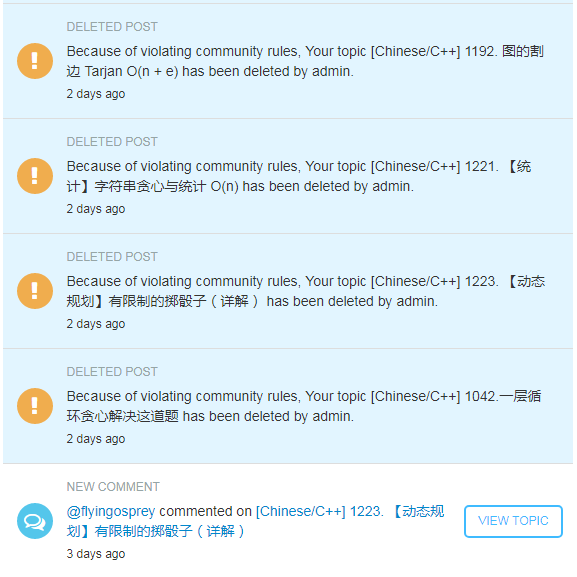 DELETED POST
Because of violating community rules, Your topic [Chinese/C++] 1192. 图的割
边 Tarjan O(n + e) has been deleted by admin.
2 days ago
DELETED POST
Because of violating community rules, Your topic [Chinese/C++] 1221. 【统
计】字符串贪心与统计 O(n) has been deleted by admin.
2 days ago
DELETED POST
Because of violating community rules, Your topic [Chinese/C++] 1223. 【动态
规划】有限制的掷骰子（详解） has been deleted by admin.
2 days ago
DELETED POST
Because of violating community rules, Your topic [Chinese/C++] 1042.一层循
环贪心解决这道题 has been deleted by admin.
2 days ago
NEW COMMENT
@flyingosprey commented on [Chinese/C++] 1223. 【动态规
划】有限制的掷骰子（详解）
VIEW TOPIC
3 days ago